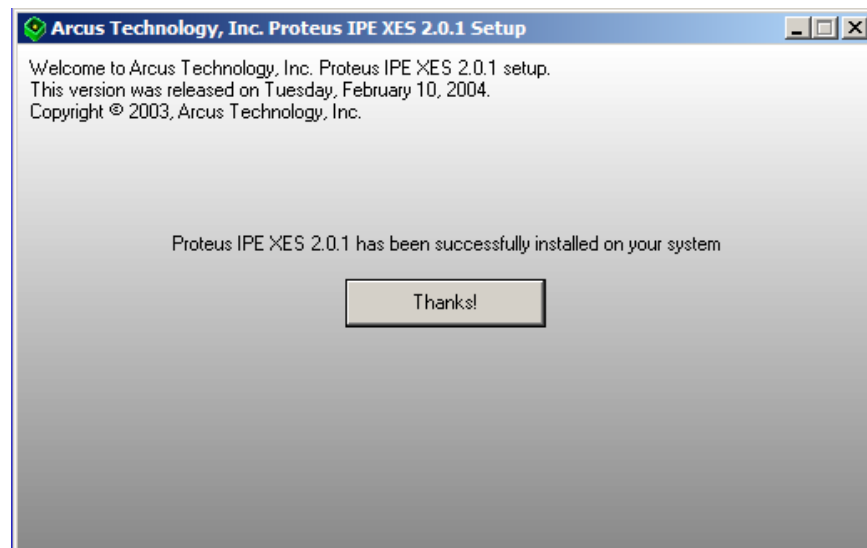 Arcus Technology, Inc. Proteus IPE XES 2.0.1 Setup
Welcome to Arcus Technology, Inc. Proteus IPE XES 2.0.1 setup.
This version was released on Tuesday, February 10, 2004.
Copyright © 2003, Arcus Technology, Inc.
Proteus IPE XES 2.0.1 has been successfully installed on your system
Thanks!